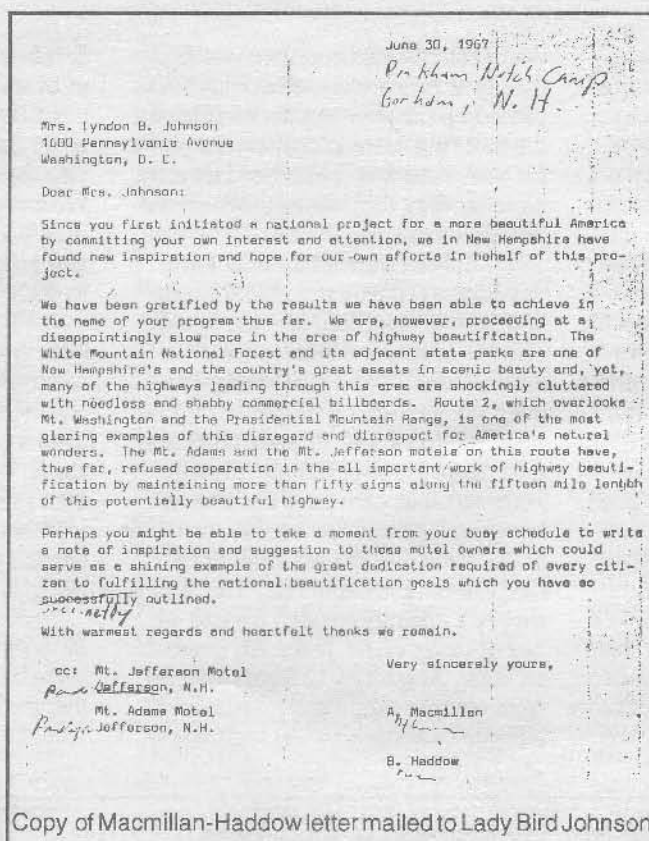 June 30, 1967
Pinkham Notch Camp
Gorham, N.H.
Mrs. Lyndon B. Johnson
1600 Pennsylvania Avenue
Washington, D. C.
Dear Mrs. Johnson:
Since you first initiated a national project for a more beautiful America
by committing your own interest and attention, we in New Hampshire have
found new inspiration and hope for our own efforts in behalf of this pro-
ject.
We have been gratified by the results we have been able to achieve in
the name of your program thus far. We are, however, proceeding at a
disappointingly slow pace in the area of highway beautification. The
White Mountain National Forest and its adjacent state parks are one of
New Hampshire's and the country's great assets in scenic beauty and, yet,
many of the highways leading through this area are shockingly cluttered
with needless and shabby commercial billboards. Route 2, which overlooks
Mt. Washington and the Presidential Mountain Range, is one of the most
glaring examples of this disregard and disrespect for America's natural
wonders. The Mt. Adams and the Mt. Jefferson motels on this route have,
thus far, refused cooperation in the all important work of highway beauti-
fication by maintaining more than fifty signs along the fifteen mile length
of this potentially beautiful highway.
Perhaps you might be able to take a moment from your busy schedule to write
a note of inspiration and suggestion to these motel owners which could
serve as a shining example of the great dedication required of every citi-
zen to fulfilling the national beautification goals which you have so
successfully outlined.
With warmest regards and heartfelt thanks we remain.
cc: Mt. Jefferson Motel
Jefferson, N.H.
Mt. Adams Motel
Jefferson, N.H.
Very sincerely yours,
A. Macmillan
B. Haddow
Copy of Macmillan-Haddow letter mailed to Lady Bird Johnson